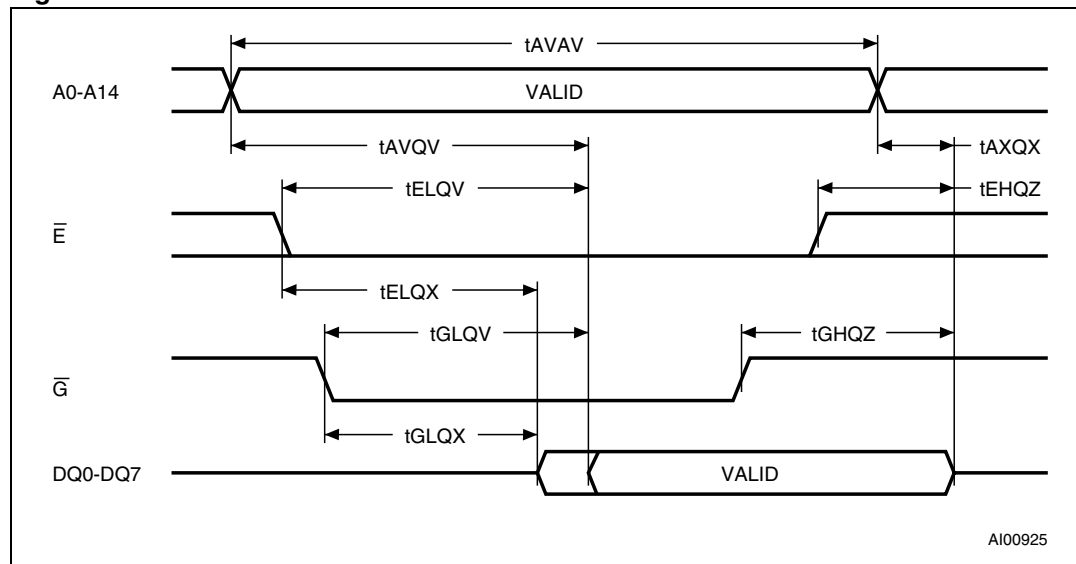 tAVAV
A0-A14
VALID
tAVQV
tAXQX
tELQV
tEHQZ
E̅
tELQX
tGLQV
tGHQZ
G̅
tGLQX
DQ0-DQ7
VALID
AI00925